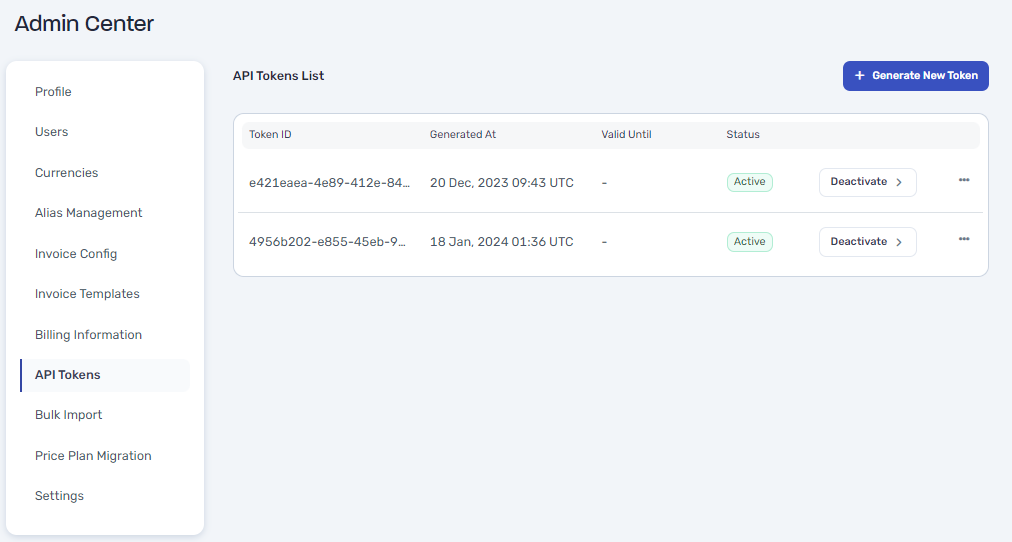 Admin Center
Profile
Users
Currencies
Alias Management
Invoice Config
Invoice Templates
Billing Information
API Tokens
Bulk Import
Price Plan Migration
Settings
API Tokens List
+ Generate New Token
Token ID Generated At Valid Until Status
e421eaea-4e89-412e-84... 20 Dec, 2023 09:43 UTC - Active Deactivate > ...
4956b202-e855-45eb-9... 18 Jan, 2024 01:36 UTC - Active Deactivate > ...